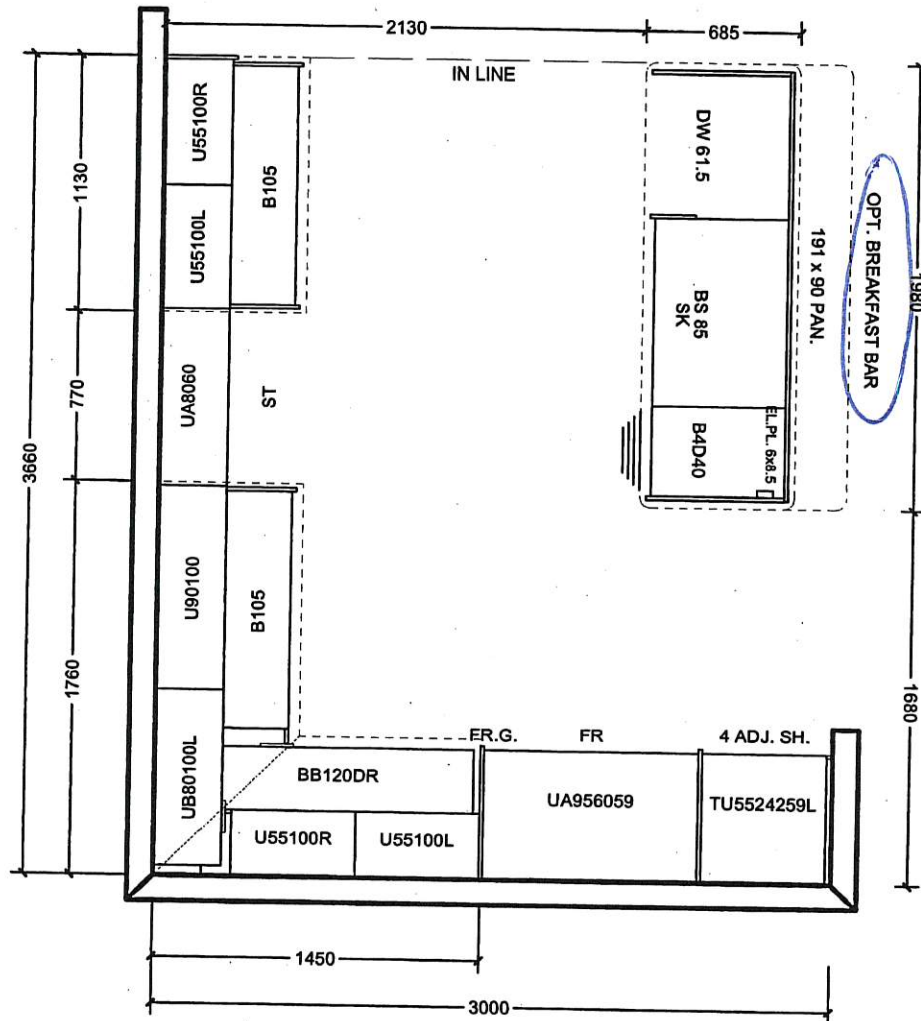 2130
685
IN LINE
U55100R
B105
DW 61.5
OPT. BREAKFAST BAR
1980
191 x 90 PAN.
1130
U55100L
BS 85
SK
3660
770
UA8060
ST
B4D40
EL.PL. 6x8.5
1760
U90100
B105
1680
UB80100L
BB120DR
FR.G.
FR
4 ADJ. SH.
UA956059
TU5524259L
U55100R
U55100L
1450
3000